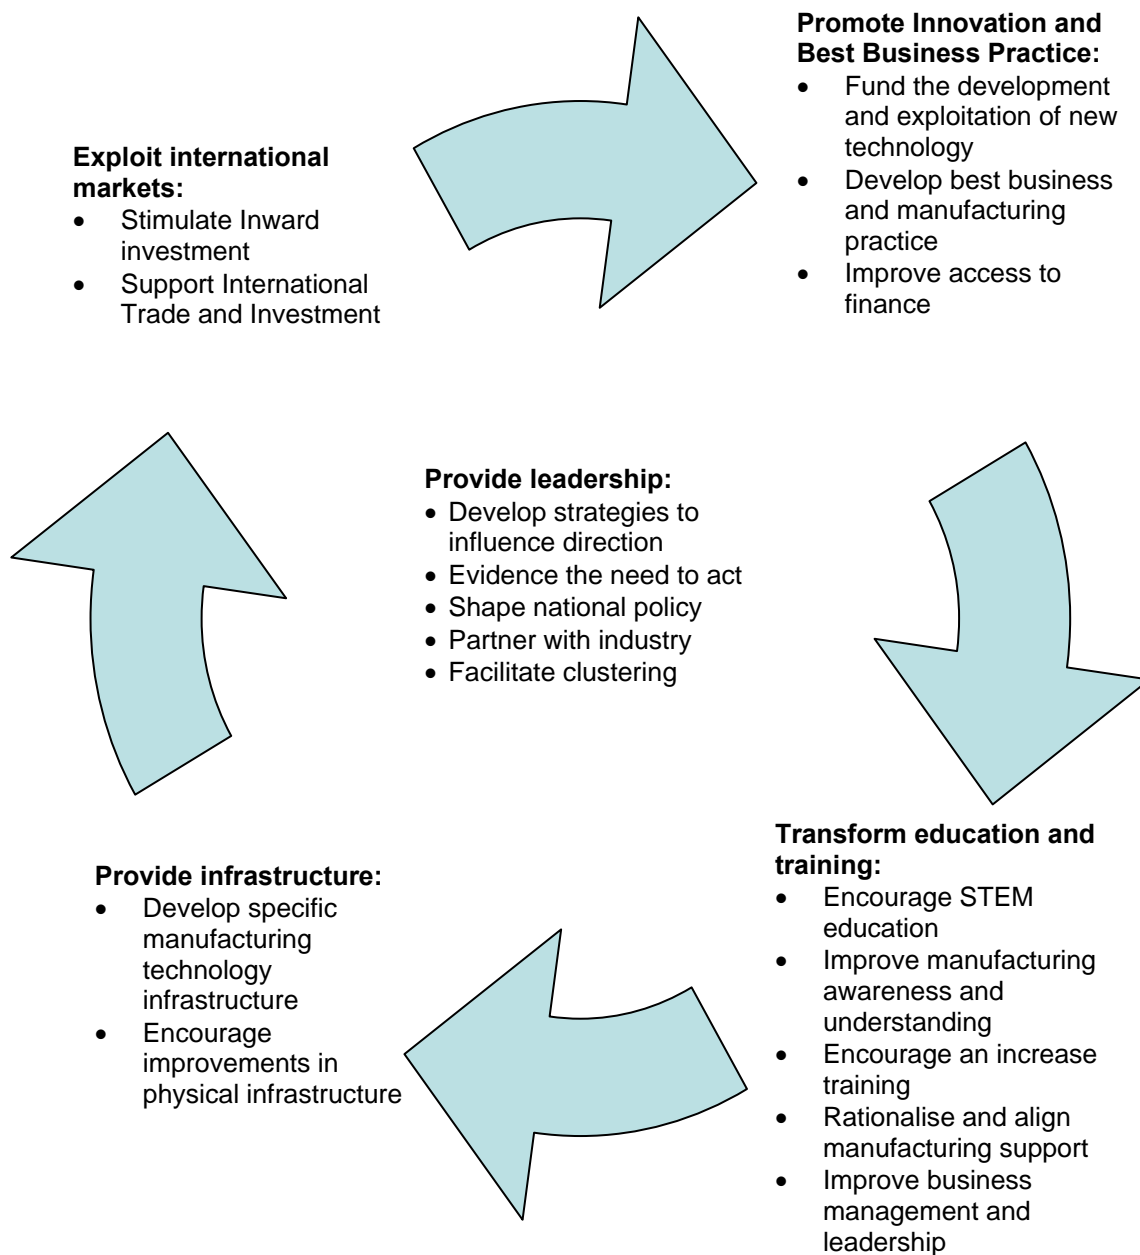 Exploit international
markets:
• Stimulate Inward
investment
• Support International
Trade and Investment
Promote Innovation and
Best Business Practice:
• Fund the development
and exploitation of new
technology
• Develop best business
and manufacturing
practice
• Improve access to
finance
Provide leadership:
• Develop strategies to
influence direction
• Evidence the need to act
• Shape national policy
• Partner with industry
• Facilitate clustering
Provide infrastructure:
• Develop specific
manufacturing
technology
infrastructure
• Encourage
improvements in
physical infrastructure
Transform education and
training:
• Encourage STEM
education
• Improve manufacturing
awareness and
understanding
• Encourage an increase
training
• Rationalise and align
manufacturing support
• Improve business
management and
leadership